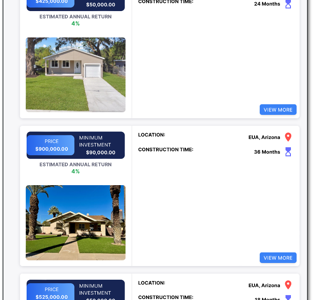 $425,000.00
$50,000.00
CONSTRUCTION TIME:
24 Months
ESTIMATED ANNUAL RETURN
4%
VIEW MORE
PRICE
$900,000.00
MINIMUM
INVESTMENT
$90,000.00
LOCATION:
EUA, Arizona
CONSTRUCTION TIME:
36 Months
ESTIMATED ANNUAL RETURN
4%
VIEW MORE
PRICE
$525,000.00
MINIMUM
INVESTMENT
LOCATION:
EUA, Arizona
CONSTRUCTION TIME: